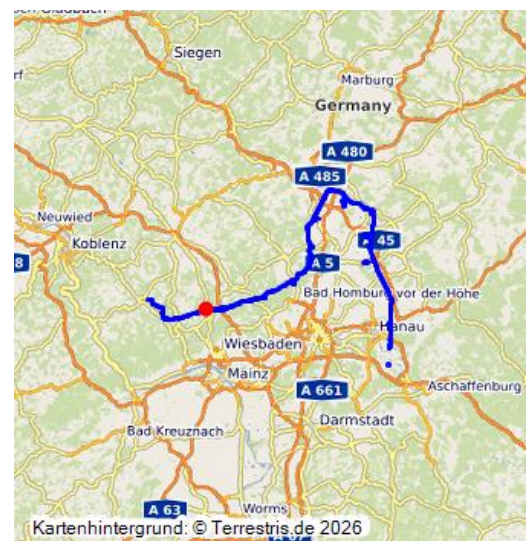 Siegen
Marburg
Germany
A 480
A 485
Neuwied
Koblenz
A 45
8
A 5
Bad Homburg vor der Höhe
Hanau
Wiesbaden
Mainz
A 661
Aschaffenburg
Darmstadt
Bad Kreuznach
A 63
Worms
Kartenhintergrund: © Terrestris.de 2026